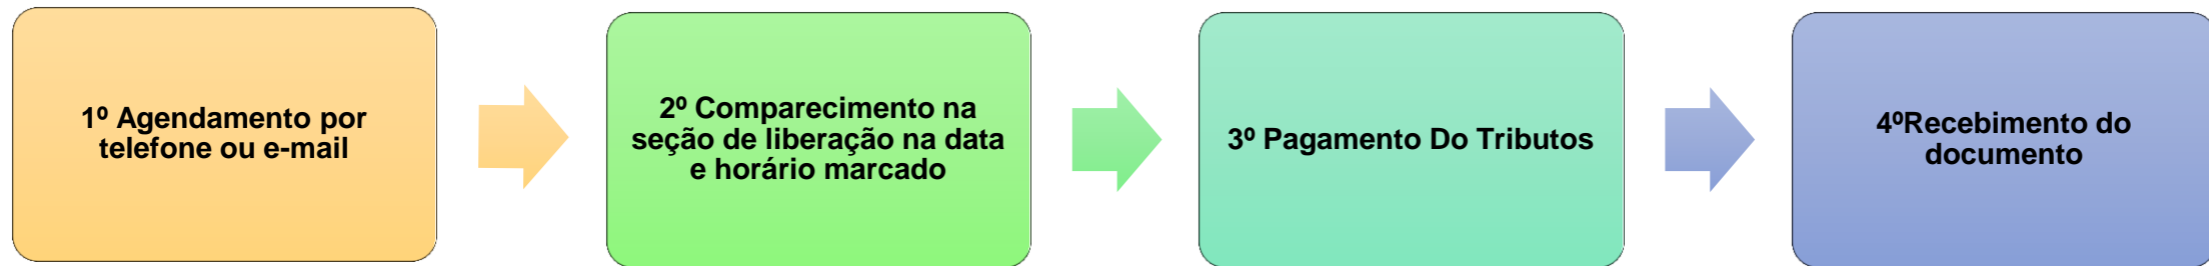 1º Agendamento por
telefone ou e-mail
2º Comparecimento na
seção de liberação na data
e horário marcado
3º Pagamento Do Tributos
4ºRecebimento do
documento